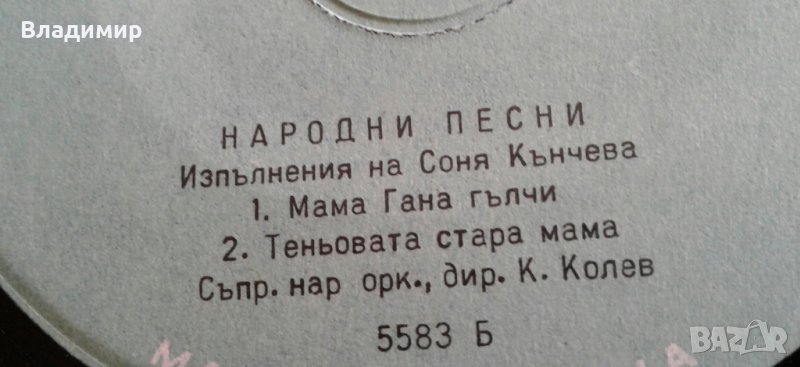 Владимир
НАРОДНИ ПЕСНИ
Изпълнения на Соня Кънчева
1. Мама Гана гълчи
2. Теньовата стара мама
Съпр. нар орк., дир. К. Колев
5583 Б
BAZAR